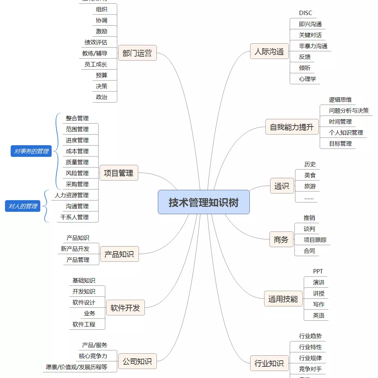 组织
协调
激励
绩效评估
教练/辅导
员工成长
预算
决策
政治
部门运营
整合管理
范围管理
进度管理
成本管理
质量管理
风险管理
采购管理
人力资源管理
沟通管理
干系人管理
对事务的管理
对人的管理
项目管理
产品知识
新产品开发
产品管理
产品知识
基础知识
开发知识
软件设计
业务
软件工程
软件开发
产品/服务
核心竞争力
愿景/价值观/发展历程等
公司知识
技术管理知识树
DISC
即兴沟通
关键对话
非暴力沟通
反馈
倾听
心理学
人际沟通
逻辑思维
问题分析与决策
时间管理
个人知识管理
目标管理
自我能力提升
历史
美食
旅游
......
通识
推销
谈判
项目跟踪
合同
商务
PPT
演讲
讲授
写作
英语
通用技能
行业趋势
行业特性
行业规律
竞争对手
行业知识